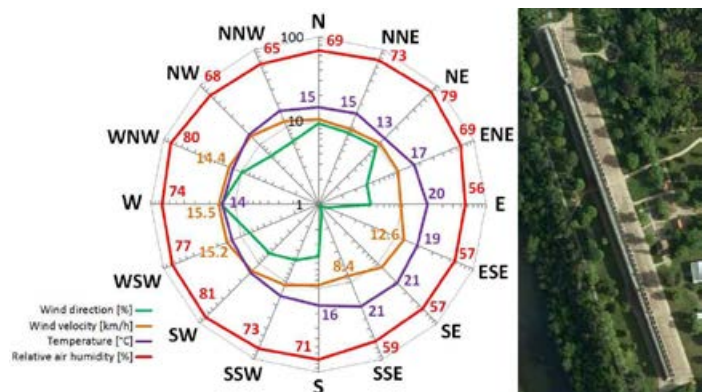 N
NNW
NNE
100
69
65
73
NW
NE
68
79
15
15
WNW
10
13
ENE
80
69
14.4
17
W
74
14
1
20
56
E
15.5
12.6
77
15.2
19
57
ESE
WSW
8.4
Wind direction [%]
81
21
Wind velocity [km/h]
SW
16
21
57
SE
Temperature [°C]
73
71
59
Relative air humidity [%]
SSW
SSE
S